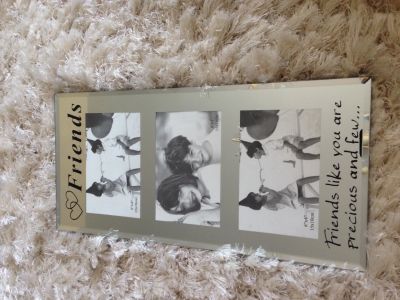 Friends
Friends like you are
precious and few...